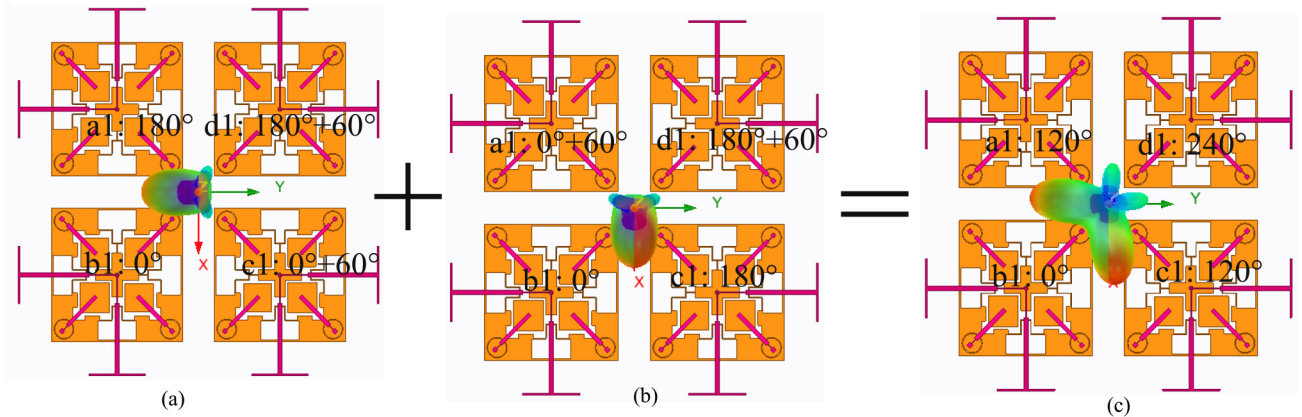 a1: 180° d1: 180°+60°
Z
Y
b1: 0° c1: 0°+60°
X
(a)
+
a1: 0°+60° d1: 180°+60°
Z
Y
b1: 0° c1: 180°
X
(b)
=
a1: 120° d1: 240°
Y
b1: 0° c1: 120°
(c)